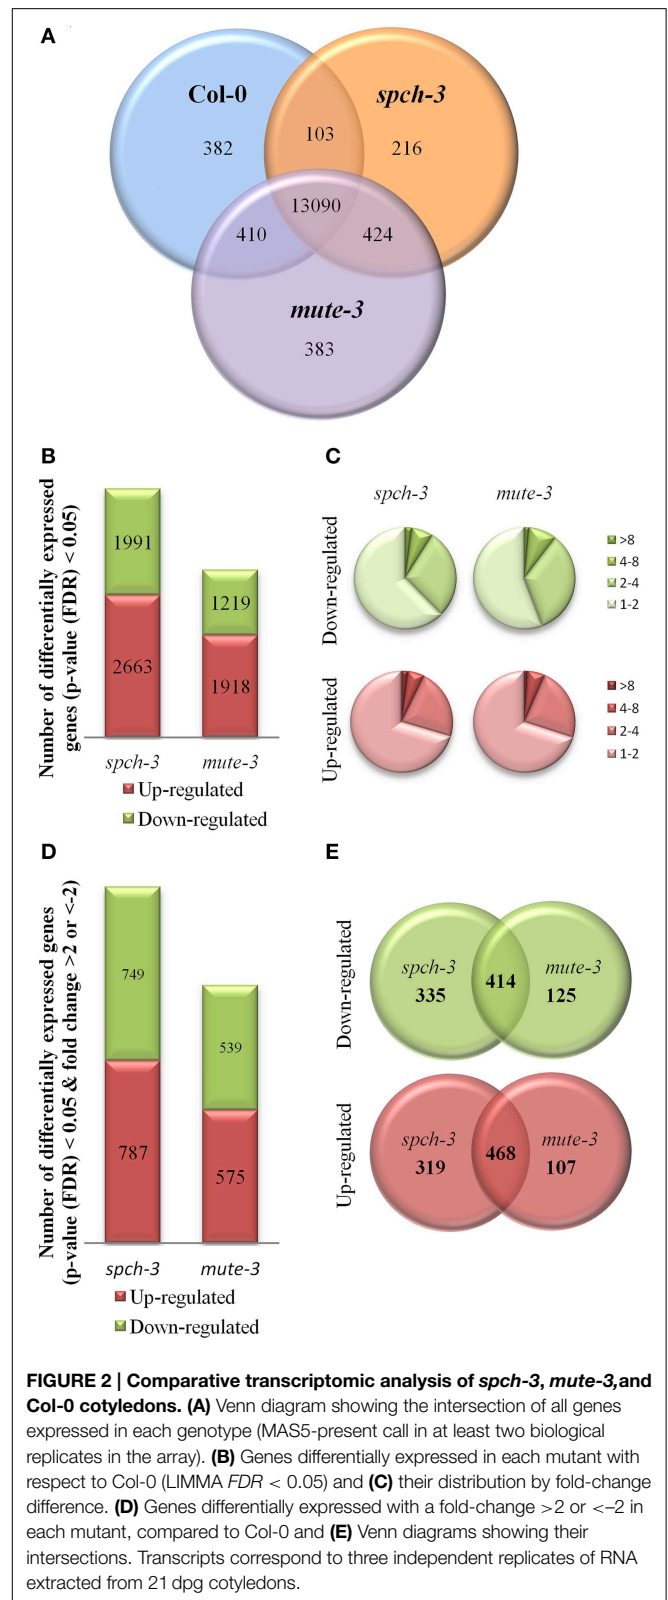 A
Col-0
spch-3
382
103
216
13090
410
424
mute-3
383
B
Number of differentially expressed
genes (p-value (FDR) < 0.05)
1991
2663
1219
1918
spch-3 mute-3
Up-regulated
Down-regulated
C
spch-3 mute-3
Down-regulated
>8
4-8
2-4
1-2
Up-regulated
>8
4-8
2-4
1-2
D
Number of differentially expressed genes
(p-value (FDR) < 0.05 & fold change >2 or <-2)
749
787
539
575
spch-3 mute-3
Up-regulated
Down-regulated
E
Down-regulated
spch-3
335
414
mute-3
125
Up-regulated
spch-3
319
468
mute-3
107
FIGURE 2 | Comparative transcriptomic analysis of spch-3, mute-3,and
Col-0 cotyledons. (A) Venn diagram showing the intersection of all genes
expressed in each genotype (MAS5-present call in at least two biological
replicates in the array). (B) Genes differentially expressed in each mutant with
respect to Col-0 (LIMMA FDR < 0.05) and (C) their distribution by fold-change
difference. (D) Genes differentially expressed with a fold-change >2 or <–2 in
each mutant, compared to Col-0 and (E) Venn diagrams showing their
intersections. Transcripts correspond to three independent replicates of RNA
extracted from 21 dpg cotyledons.